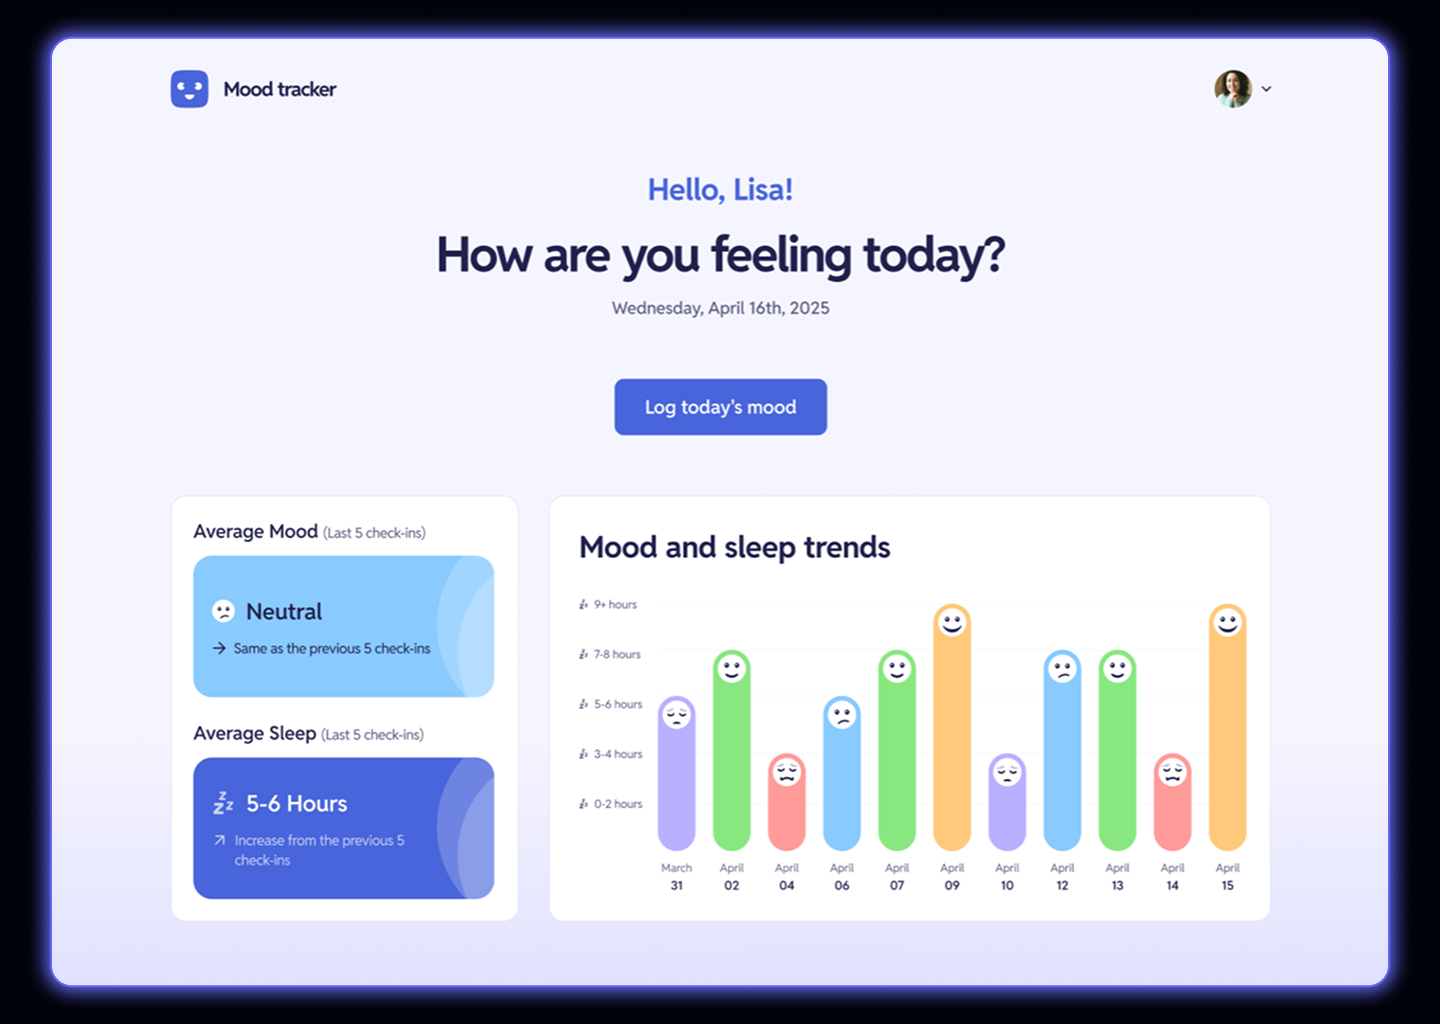 Mood tracker
Hello, Lisa!
How are you feeling today?
Wednesday, April 16th, 2025
Log today's mood
Average Mood (Last 5 check-ins)
Neutral
Same as the previous 5 check-ins
Average Sleep (Last 5 check-ins)
5-6 Hours
Increase from the previous 5
check-ins
Mood and sleep trends
9+ hours
7-8 hours
5-6 hours
3-4 hours
0-2 hours
March April April April April April April April April April April
31 02 04 06 07 09 10 12 13 14 15